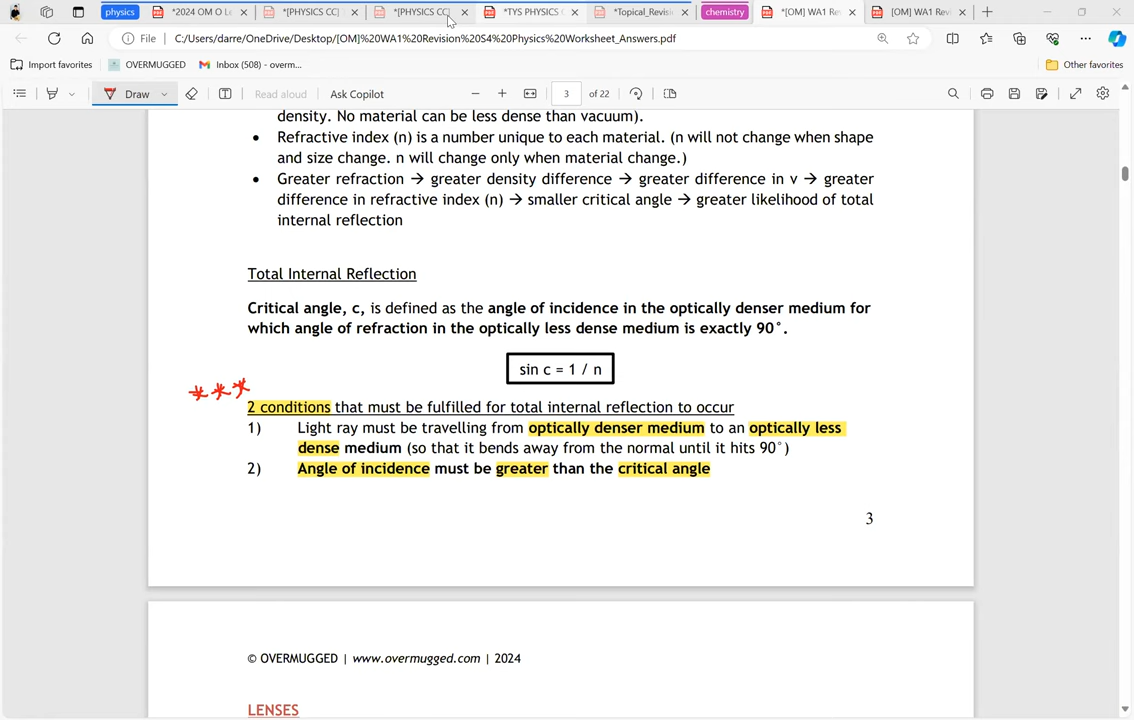 physics
*2024 OM O Le
*[PHYSICS CC]
*[PHYSICS CC]
*TYS PHYSICS
*Topical_Revisi
chemistry
*[OM] WA1 Rev
[OM] WA1 Revi
File
C:/Users/darre/OneDrive/Desktop/[OM]%20WA1%20Revision%20S4%20Physics%20Worksheet_Answers.pdf
Import favorites
OVERMUGGED
Inbox (508) - overm...
Other favorites
Draw
Read aloud
Ask Copilot
3 of 22
density. No material can be less dense than vacuum).
• Refractive index (n) is a number unique to each material. (n will not change when shape
and size change. n will change only when material change.)
• Greater refraction → greater density difference → greater difference in v → greater
difference in refractive index (n) → smaller critical angle → greater likelihood of total
internal reflection
Total Internal Reflection
Critical angle, c, is defined as the angle of incidence in the optically denser medium for
which angle of refraction in the optically less dense medium is exactly 90˚.
sin c = 1 / n
***
2 conditions that must be fulfilled for total internal reflection to occur
1) Light ray must be travelling from optically denser medium to an optically less
dense medium (so that it bends away from the normal until it hits 90˚)
2) Angle of incidence must be greater than the critical angle
3
© OVERMUGGED | www.overmugged.com | 2024
LENSES